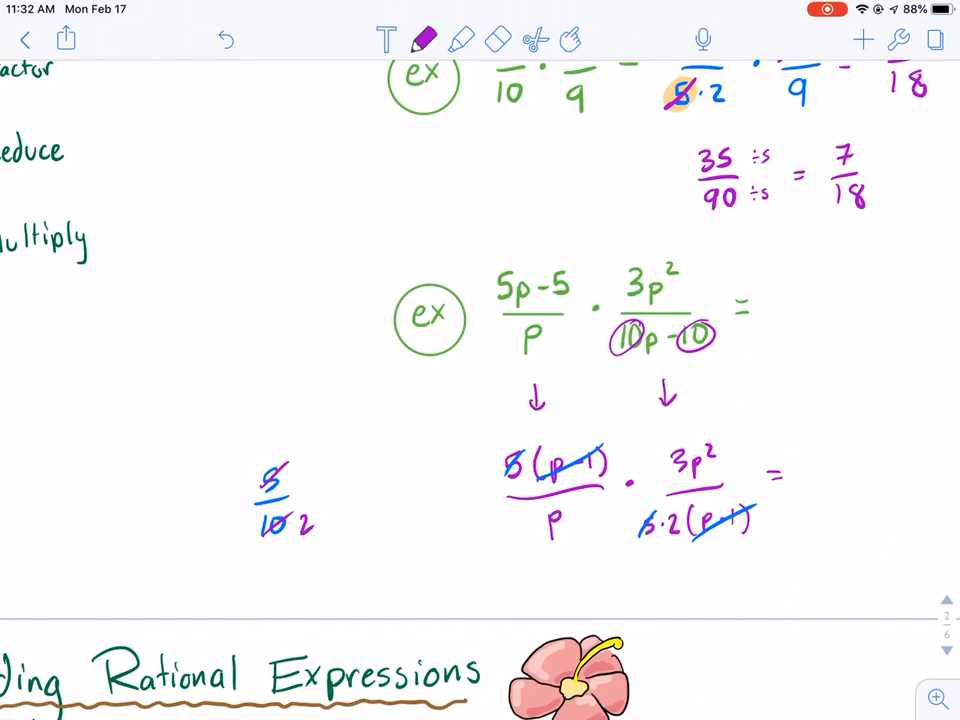 11:32 AM Mon Feb 17
88%
T
actor
ex
10 · 9 = 5·2 · 9 = 18
educe
35 ÷5 = 7
90 ÷5 18
ultiply
ex
5p-5 · 3p² =
p 10p-10
↓ ↓
5 5(p-1) · 3p² =
10 2 p 5·2(p-1)
2
6
ding Rational Expressions